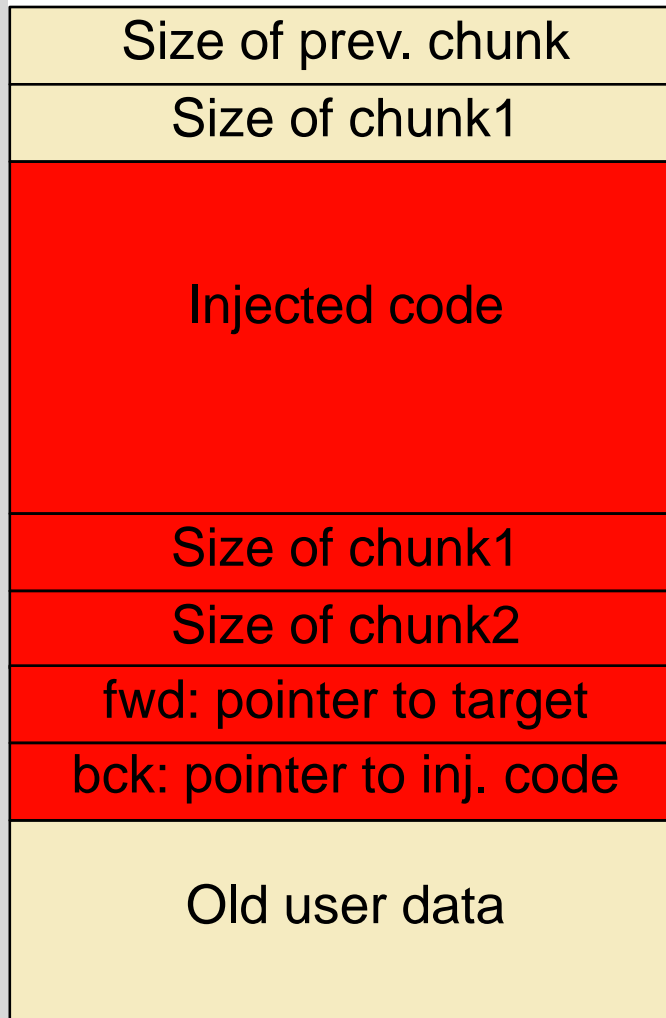 Size of prev. chunk
Size of chunk1
Injected code
Size of chunk1
Size of chunk2
fwd: pointer to target
bck: pointer to inj. code
Old user data